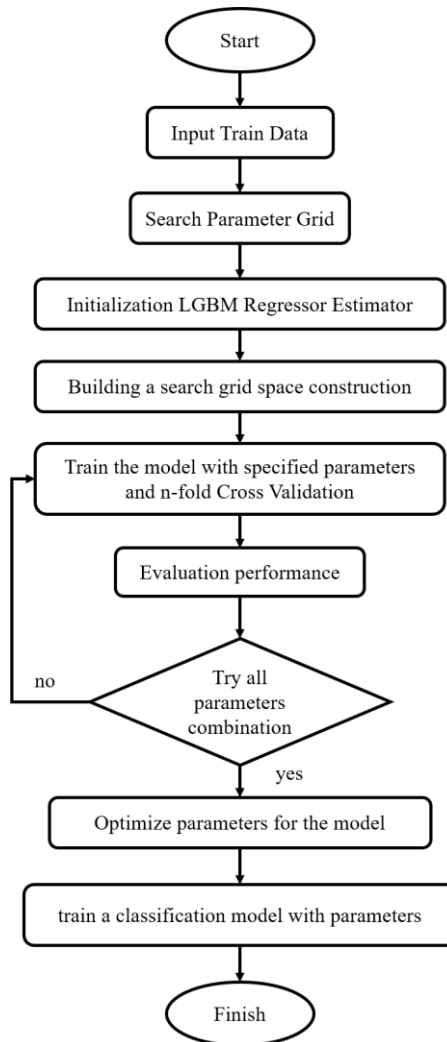 Start
Input Train Data
Search Parameter Grid
Initialization LGBM Regressor Estimator
Building a search grid space construction
Train the model with specified parameters
and n-fold Cross Validation
Evaluation performance
Try all
parameters
combination
no
yes
Optimize parameters for the model
train a classification model with parameters
Finish